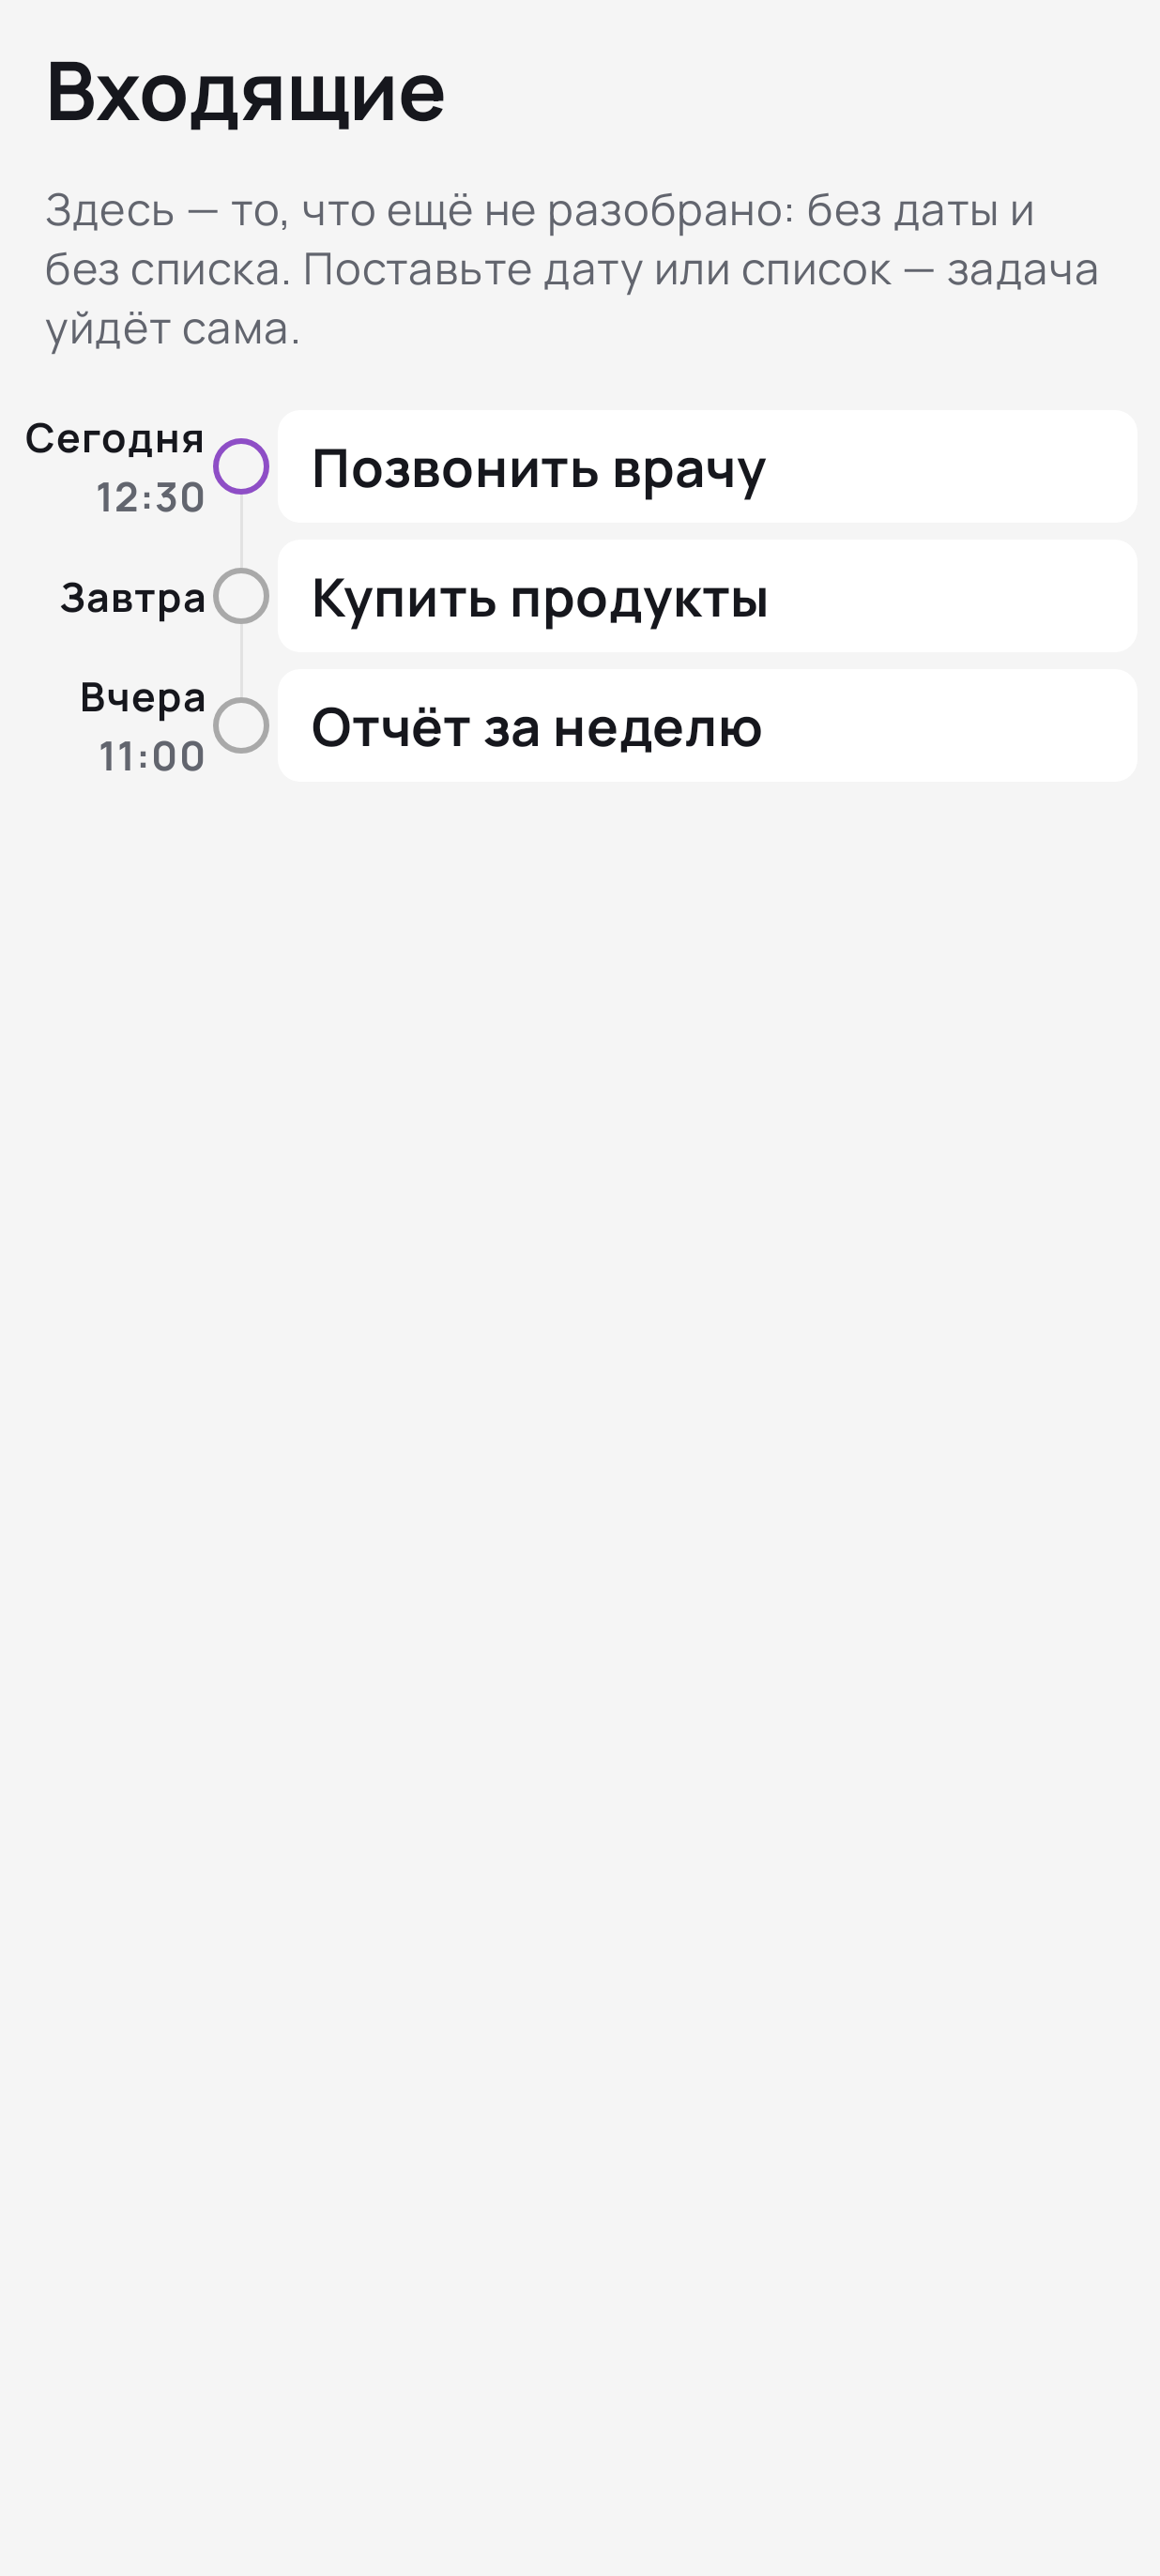 Входящие
Здесь — то, что ещё не разобрано: без даты и
без списка. Поставьте дату или список — задача
уйдёт сама.
Сегодня
12:30
Позвонить врачу
Завтра
Купить продукты
Вчера
11:00
Отчёт за неделю